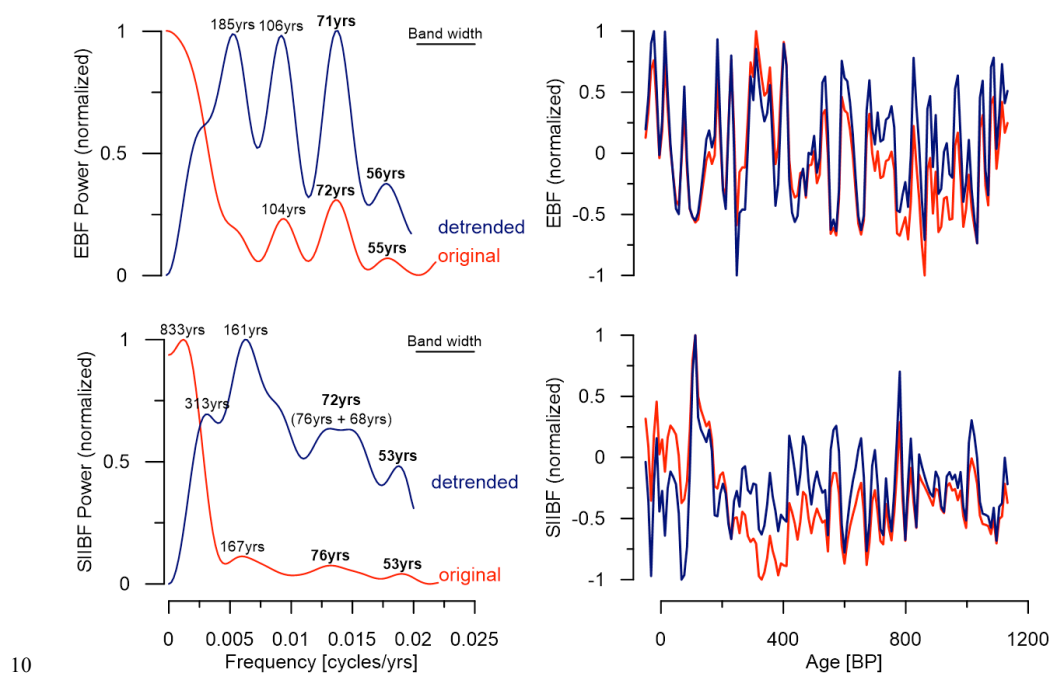 185yrs 106yrs 71yrs
Band width
1
EBF Power (normalized)
0.5
72yrs
104yrs
56yrs
detrended
original
55yrs
0
1
0.5
0
-0.5
-1
EBF (normalized)
833yrs 161yrs
Band width
1
SIIBF Power (normalized)
313yrs
72yrs
(76yrs + 68yrs)
53yrs
0.5
detrended
167yrs
76yrs
53yrs
original
0
0 0.005 0.01 0.015 0.02 0.025
Frequency [cycles/yrs]
1
0.5
0
-0.5
-1
SIIBF (normalized)
0 400 800 1200
Age [BP]
10